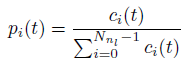 p_i(t) = \frac{c_i(t)}{\sum_{i=0}^{N_{n_l}-1} c_i(t)}